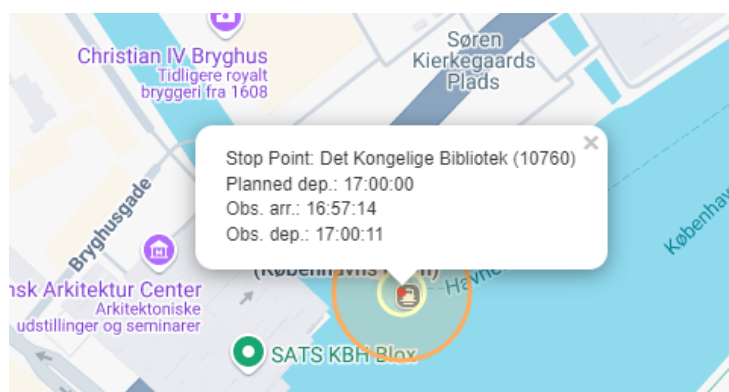 Christian IV Bryghus
Tidligere royalt
bryggeri fra 1608
Søren
Kierkegaards
Plads
Stop Point: Det Kongelige Bibliotek (10760)
Planned dep.: 17:00:00
Obs. arr.: 16:57:14
Obs. dep.: 17:00:11
×
Bryghusgade
nsk Arkitektur Center
Arkitektoniske
udstillinger og seminarer
SATS KBH Blox
Havne
Københav